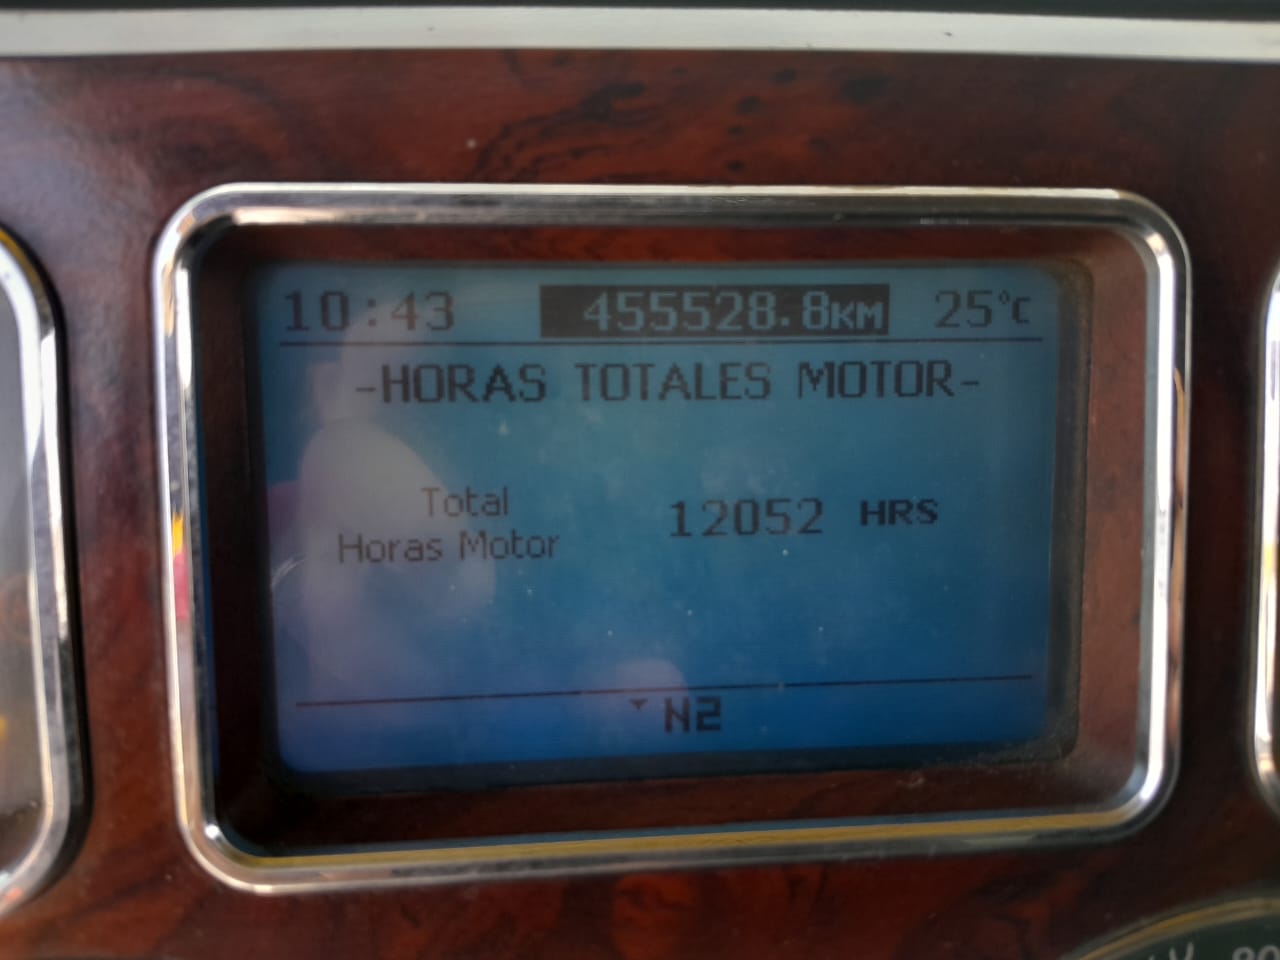 10:43 455528.8KM 25°C
-HORAS TOTALES MOTOR-
Total
Horas Motor
12052 HRS
N2